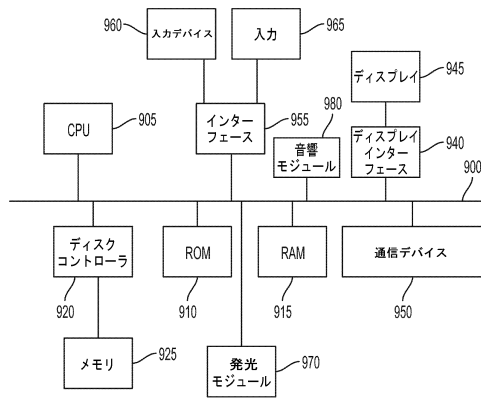 960
入力デバイス
入力
965
ディスプレイ
945
CPU
905
インター
フェース
955
980
音響
モジュール
ディスプレイ
インター
フェース
940
900
ディスク
コントローラ
920
ROM
910
RAM
915
通信デバイス
950
メモリ
925
発光
モジュール
970